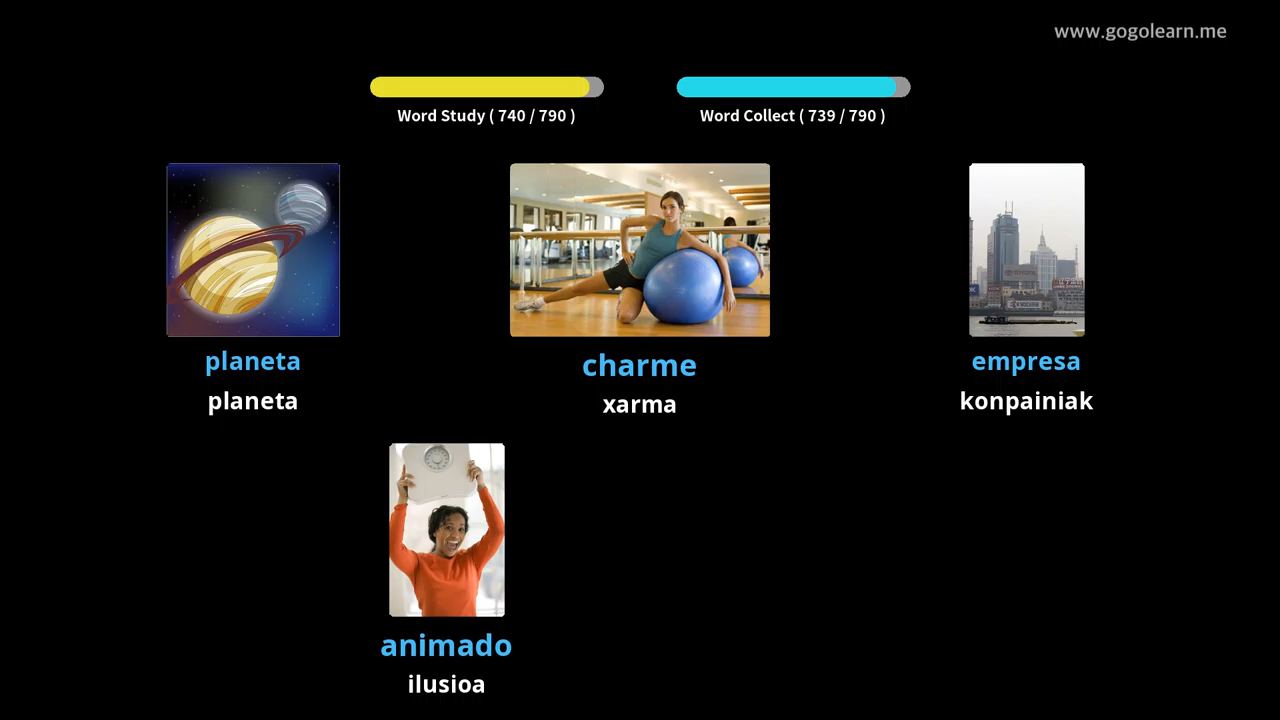 www.gogolearn.me
Word Study ( 740 / 790 )
Word Collect ( 739 / 790 )
planeta
planeta
charme
xarma
empresa
konpainiak
TOYOTA
animado
ilusioa